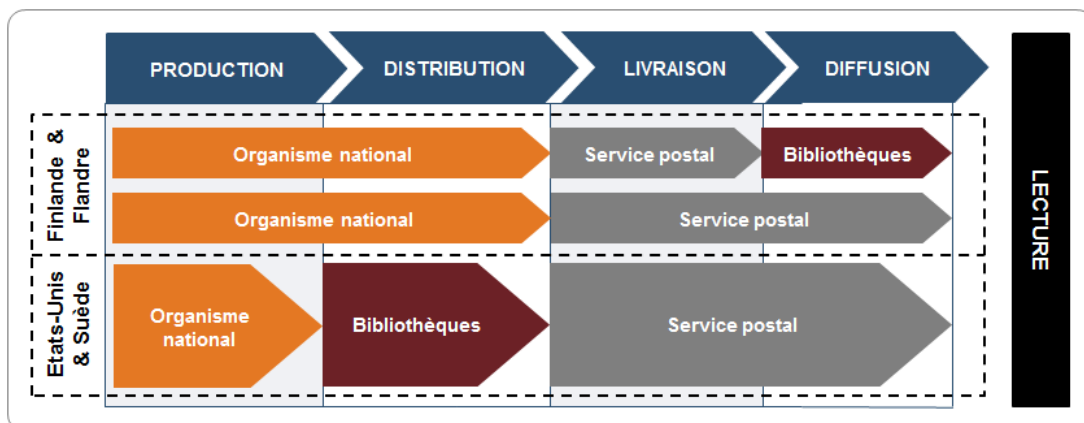 PRODUCTION
DISTRIBUTION
LIVRAISON
DIFFUSION
Finlande &
Flandre
Organisme national
Service postal
Bibliothèques
Organisme national
Service postal
Etats-Unis
& Suède
Organisme
national
Bibliothèques
Service postal
LECTURE